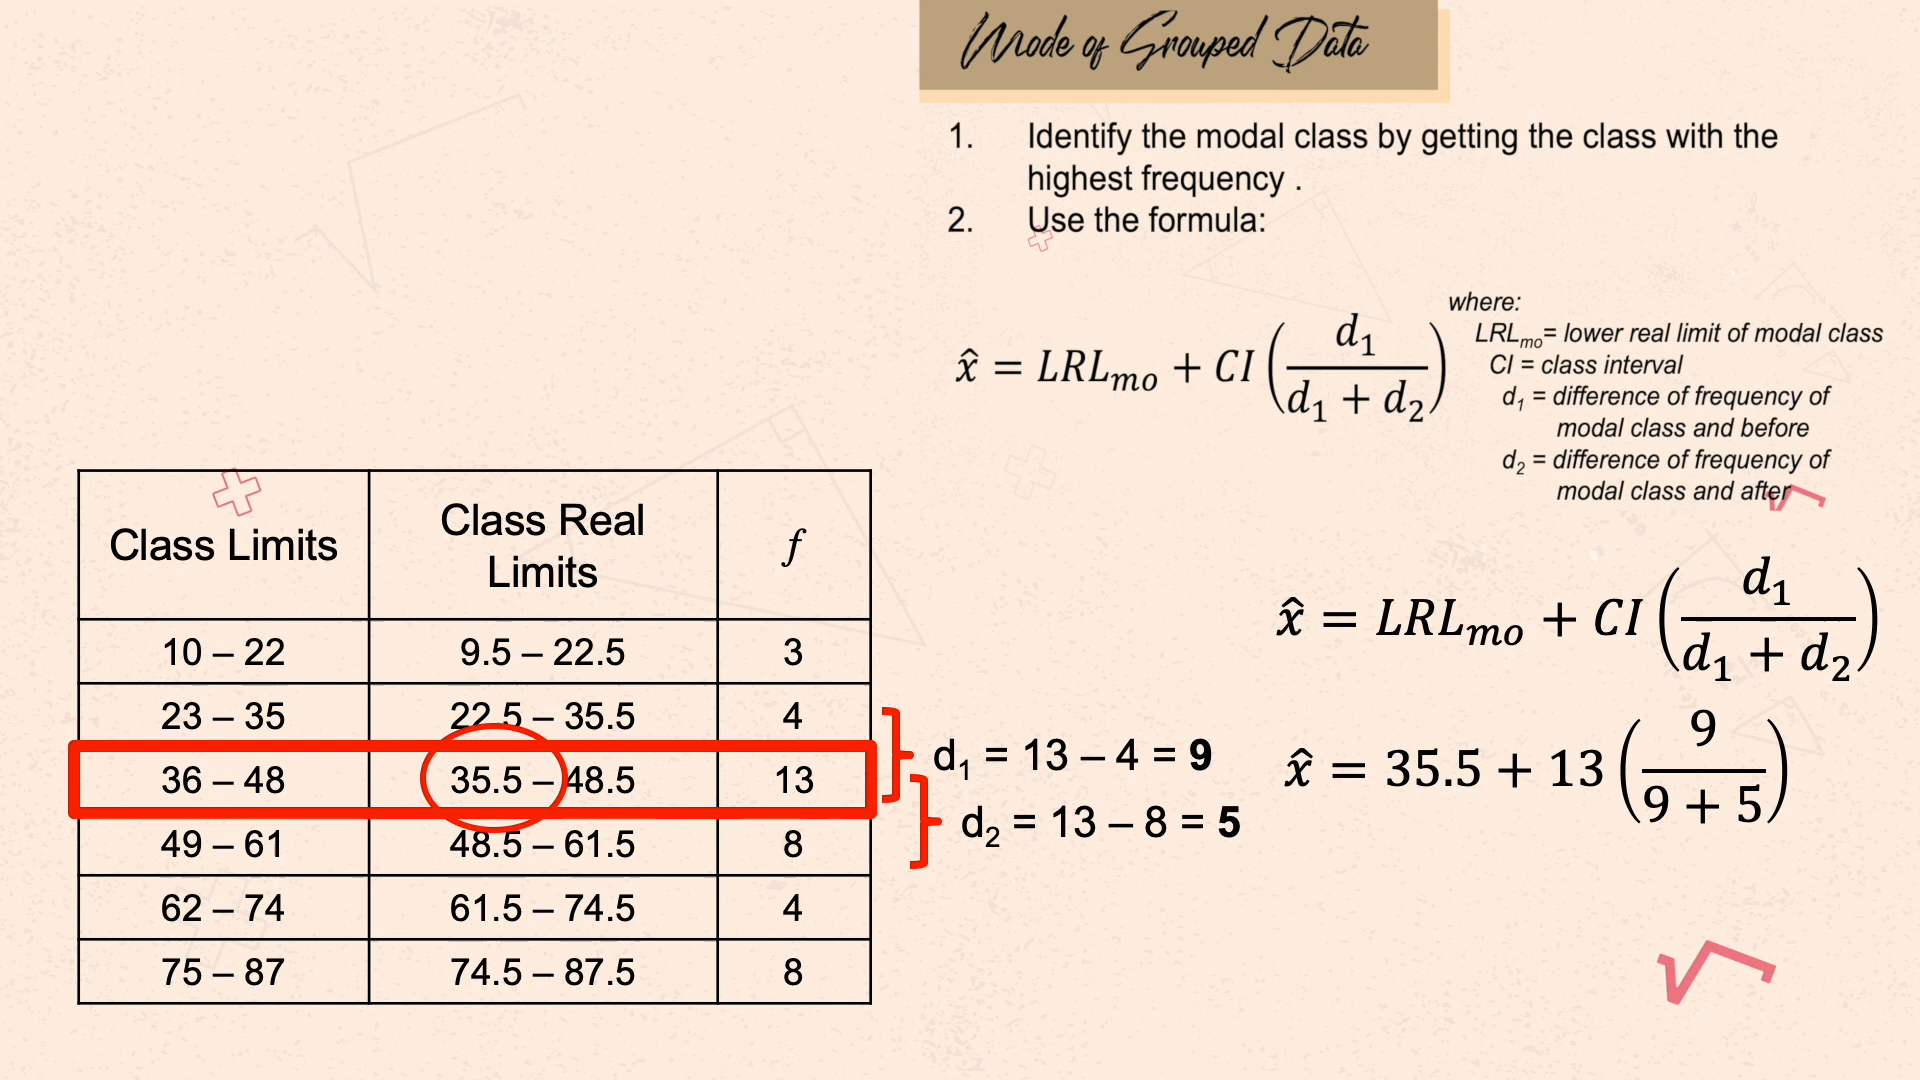 Mode of Grouped Data
1. Identify the modal class by getting the class with the
highest frequency .
2. Use the formula:
x̂ = LRLₘₒ + CI (d₁ / (d₁ + d₂))
where:
LRLₘₒ= lower real limit of modal class
CI = class interval
d₁ = difference of frequency of
modal class and before
d₂ = difference of frequency of
modal class and after
Class Limits | Class Real Limits | f
10 – 22 | 9.5 – 22.5 | 3
23 – 35 | 22.5 – 35.5 | 4
36 – 48 | 35.5 – 48.5 | 13
49 – 61 | 48.5 – 61.5 | 8
62 – 74 | 61.5 – 74.5 | 4
75 – 87 | 74.5 – 87.5 | 8
d₁ = 13 – 4 = 9
d₂ = 13 – 8 = 5
x̂ = LRLₘₒ + CI (d₁ / (d₁ + d₂))
x̂ = 35.5 + 13 (9 / (9 + 5))